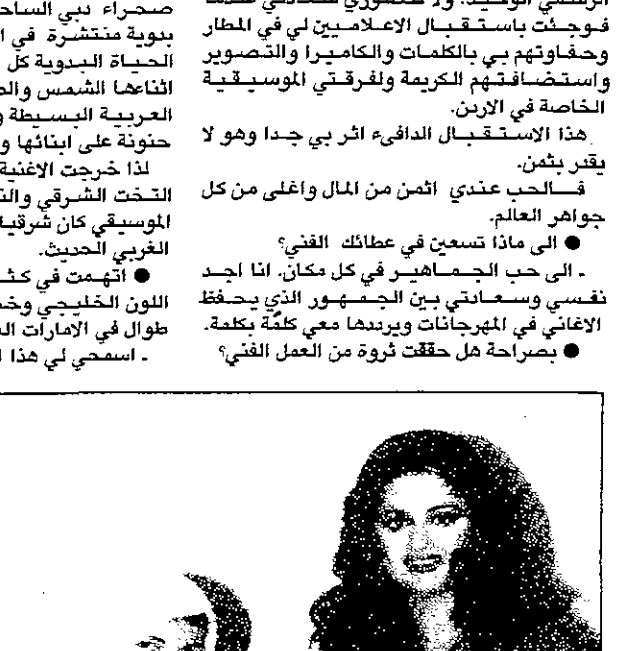 فوجئت باستقبال الاعلاميين لي في المطار
وحفاوتهم بي بالكلمات والكاميرا والتصوير
واستضافتهم الكريمة ولفرقتي الموسيقية
الخاصة في الاردن.
هذا الاستقبال الدافىء اثر بي جدا وهو لا
يقدر بثمن.
فالحب عندي اثمن من المال واغلى من كل
جواهر العالم.
● الى ماذا تسعين في عطائك الفني؟
ـ الى حب الجماهير في كل مكان. انا اجد
نفسي وسعادتي بين الجمهور الذي يحفظ
الاغاني في المهرجانات ويرددها معي كلمة بكلمة.
● بصراحة هل حققت ثروة من العمل الفني؟
صحراء دبي
بدوية منتشرة في
الحياة البدوية كل
اثناءها الشمس
العربية البسيطة
حنونة على ابنائها
لذا خرجت الاغنية
التخت الشرقي
الموسيقي كان
الغربي الحديث.
● اتهمت في
اللون الخليجي
طوال في الامارات
ـ اسمحي لي هذا